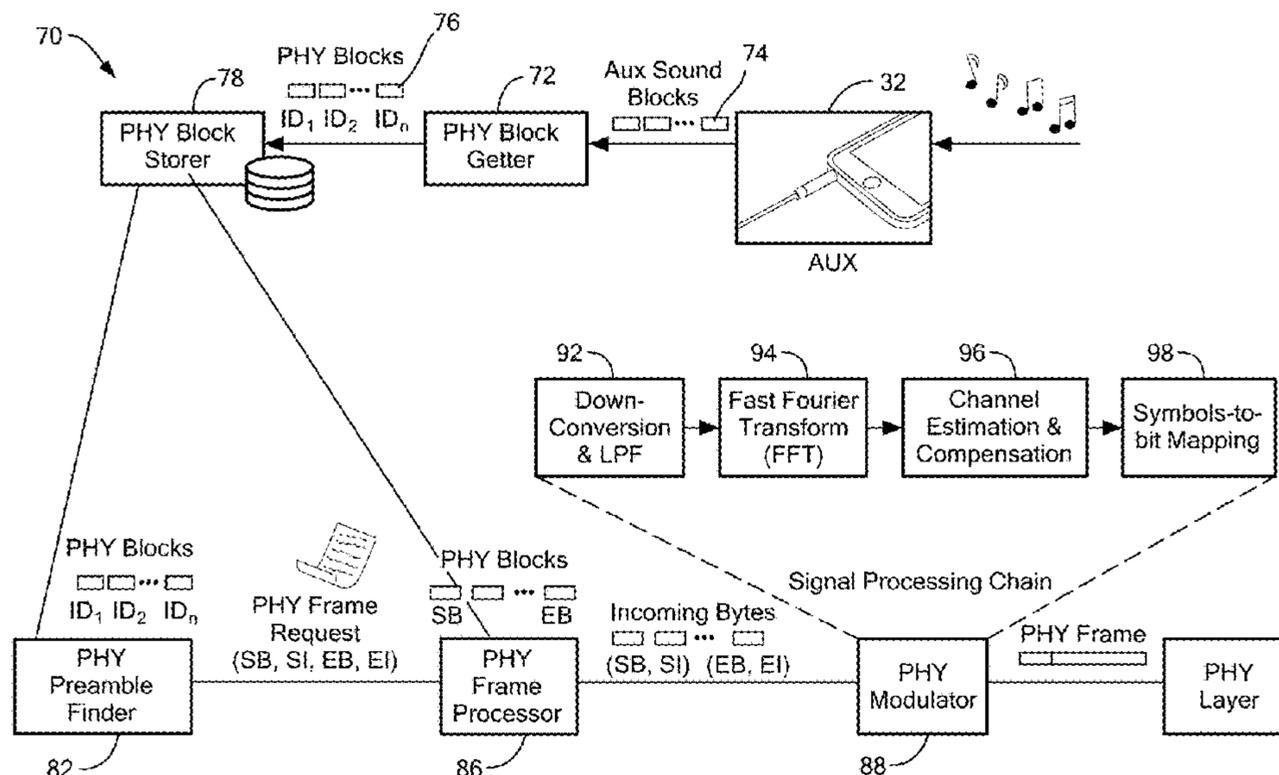 70
78
PHY Blocks
76
ID1 ID2 ••• IDn
PHY Block
Storer
72
PHY Block
Getter
Aux Sound
Blocks
74
•••
32
AUX
92
Down-
Conversion
& LPF
94
Fast Fourier
Transform
(FFT)
96
Channel
Estimation &
Compensation
98
Symbols-to-
bit Mapping
Signal Processing Chain
PHY Blocks
•••
ID1 ID2 IDn
PHY Frame
Request
(SB, SI, EB, EI)
PHY Blocks
•••
SB EB
Incoming Bytes
•••
(SB, SI) (EB, EI)
PHY Frame
PHY
Preamble
Finder
82
PHY
Frame
Processor
86
PHY
Modulator
88
PHY
Layer